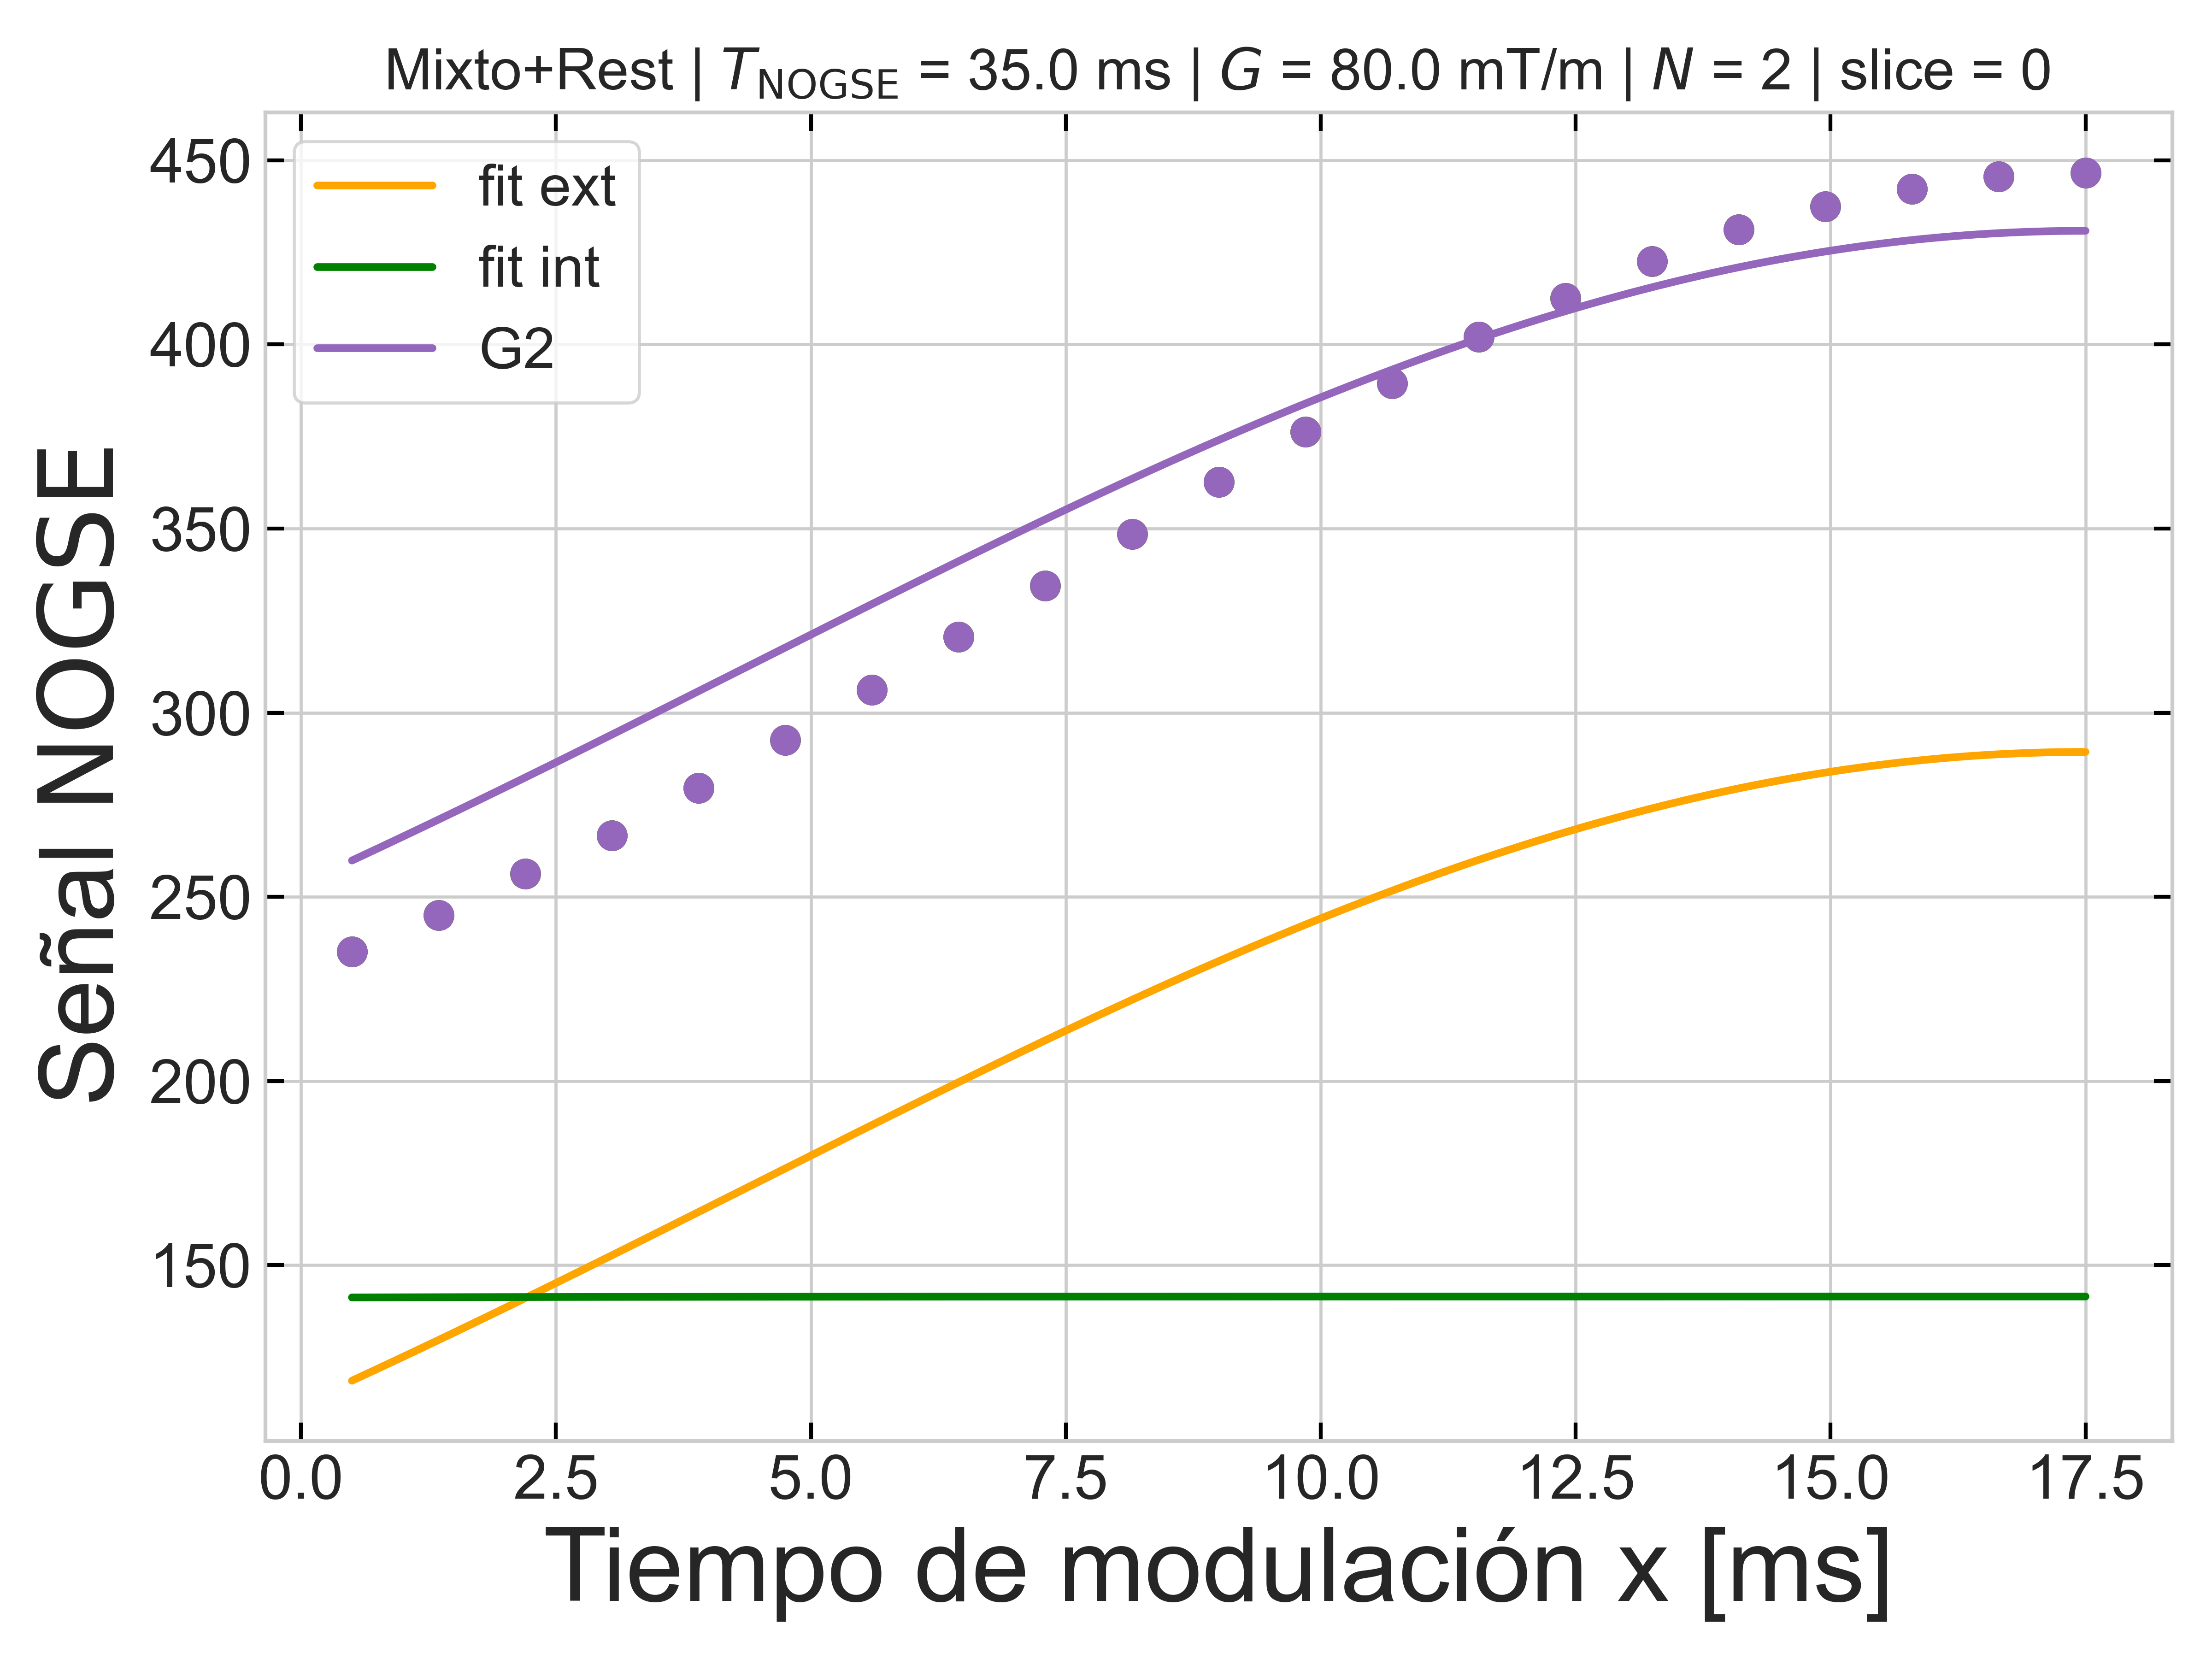 Mixto+Rest | T_NOGSE = 35.0 ms | G = 80.0 mT/m | N = 2 | slice = 0
fit ext
fit int
G2
450
400
350
300
250
200
150
Señal NOGSE
0.0 2.5 5.0 7.5 10.0 12.5 15.0 17.5
Tiempo de modulación x [ms]